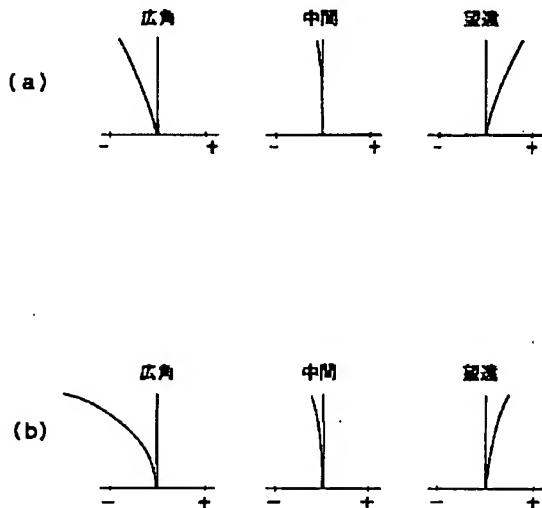 広角 中間 望遠
(a)
- + - + - +
広角 中間 望遠
(b)
- + - + - +